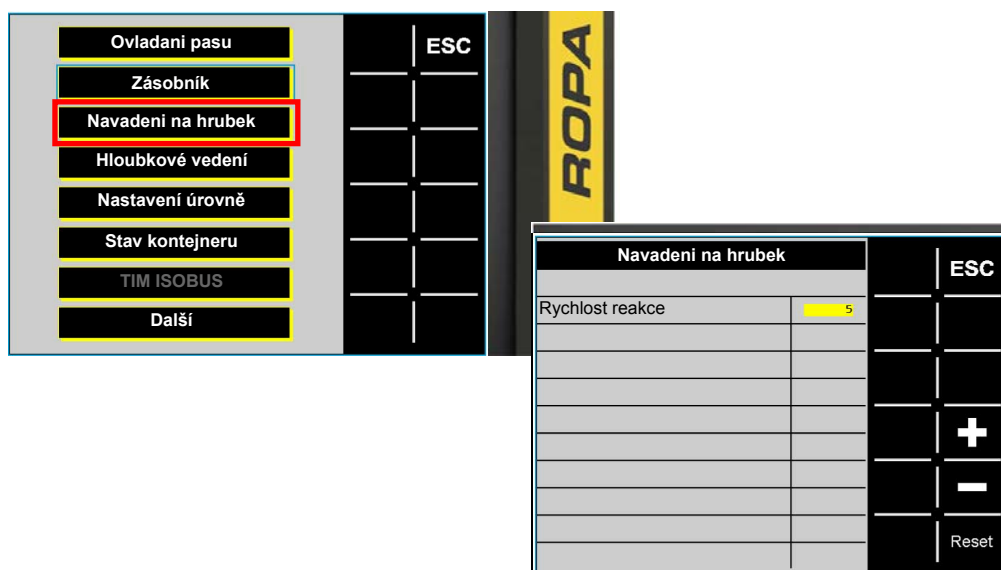 Ovladani pasu
ESC
Zásobník
Navadeni na hrubek
Hloubkové vedení
Nastavení úrovně
Stav kontejneru
TIM ISOBUS
Další
ROPA
Navadeni na hrubek
ESC
Rychlost reakce 5
+
−
Reset